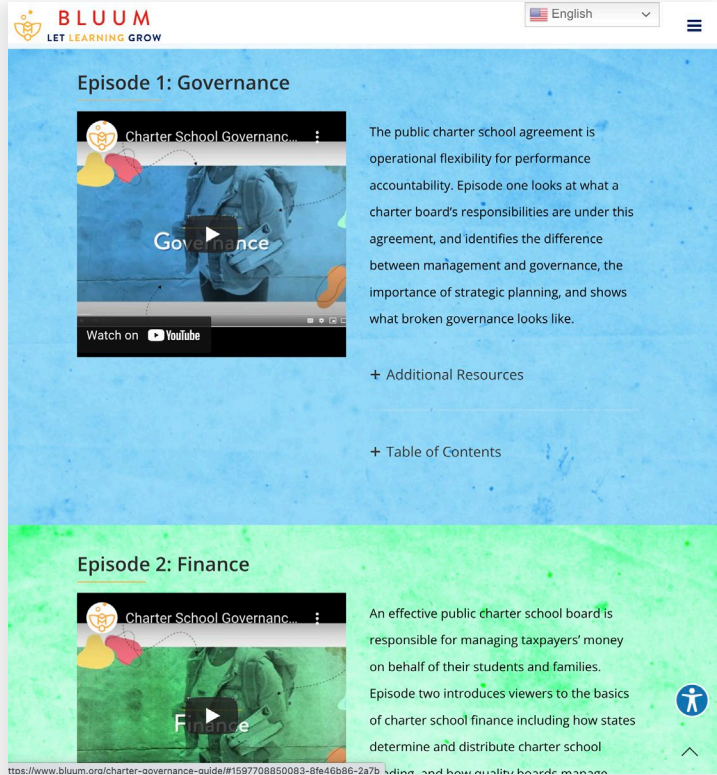 BLUUM
LET LEARNING GROW
English
Episode 1: Governance
Charter School Governanc...
Governance
Watch on YouTube
The public charter school agreement is
operational flexibility for performance
accountability. Episode one looks at what a
charter board’s responsibilities are under this
agreement, and identifies the difference
between management and governance, the
importance of strategic planning, and shows
what broken governance looks like.
+ Additional Resources
+ Table of Contents
Episode 2: Finance
Charter School Governanc...
Finance
An effective public charter school board is
responsible for managing taxpayers’ money
on behalf of their students and families.
Episode two introduces viewers to the basics
of charter school finance including how states
determine and distribute charter school
and how quality boards manage
ttps://www.bluum.org/charter-governance-guide/#1597708850083-8fe46b86-2a7b